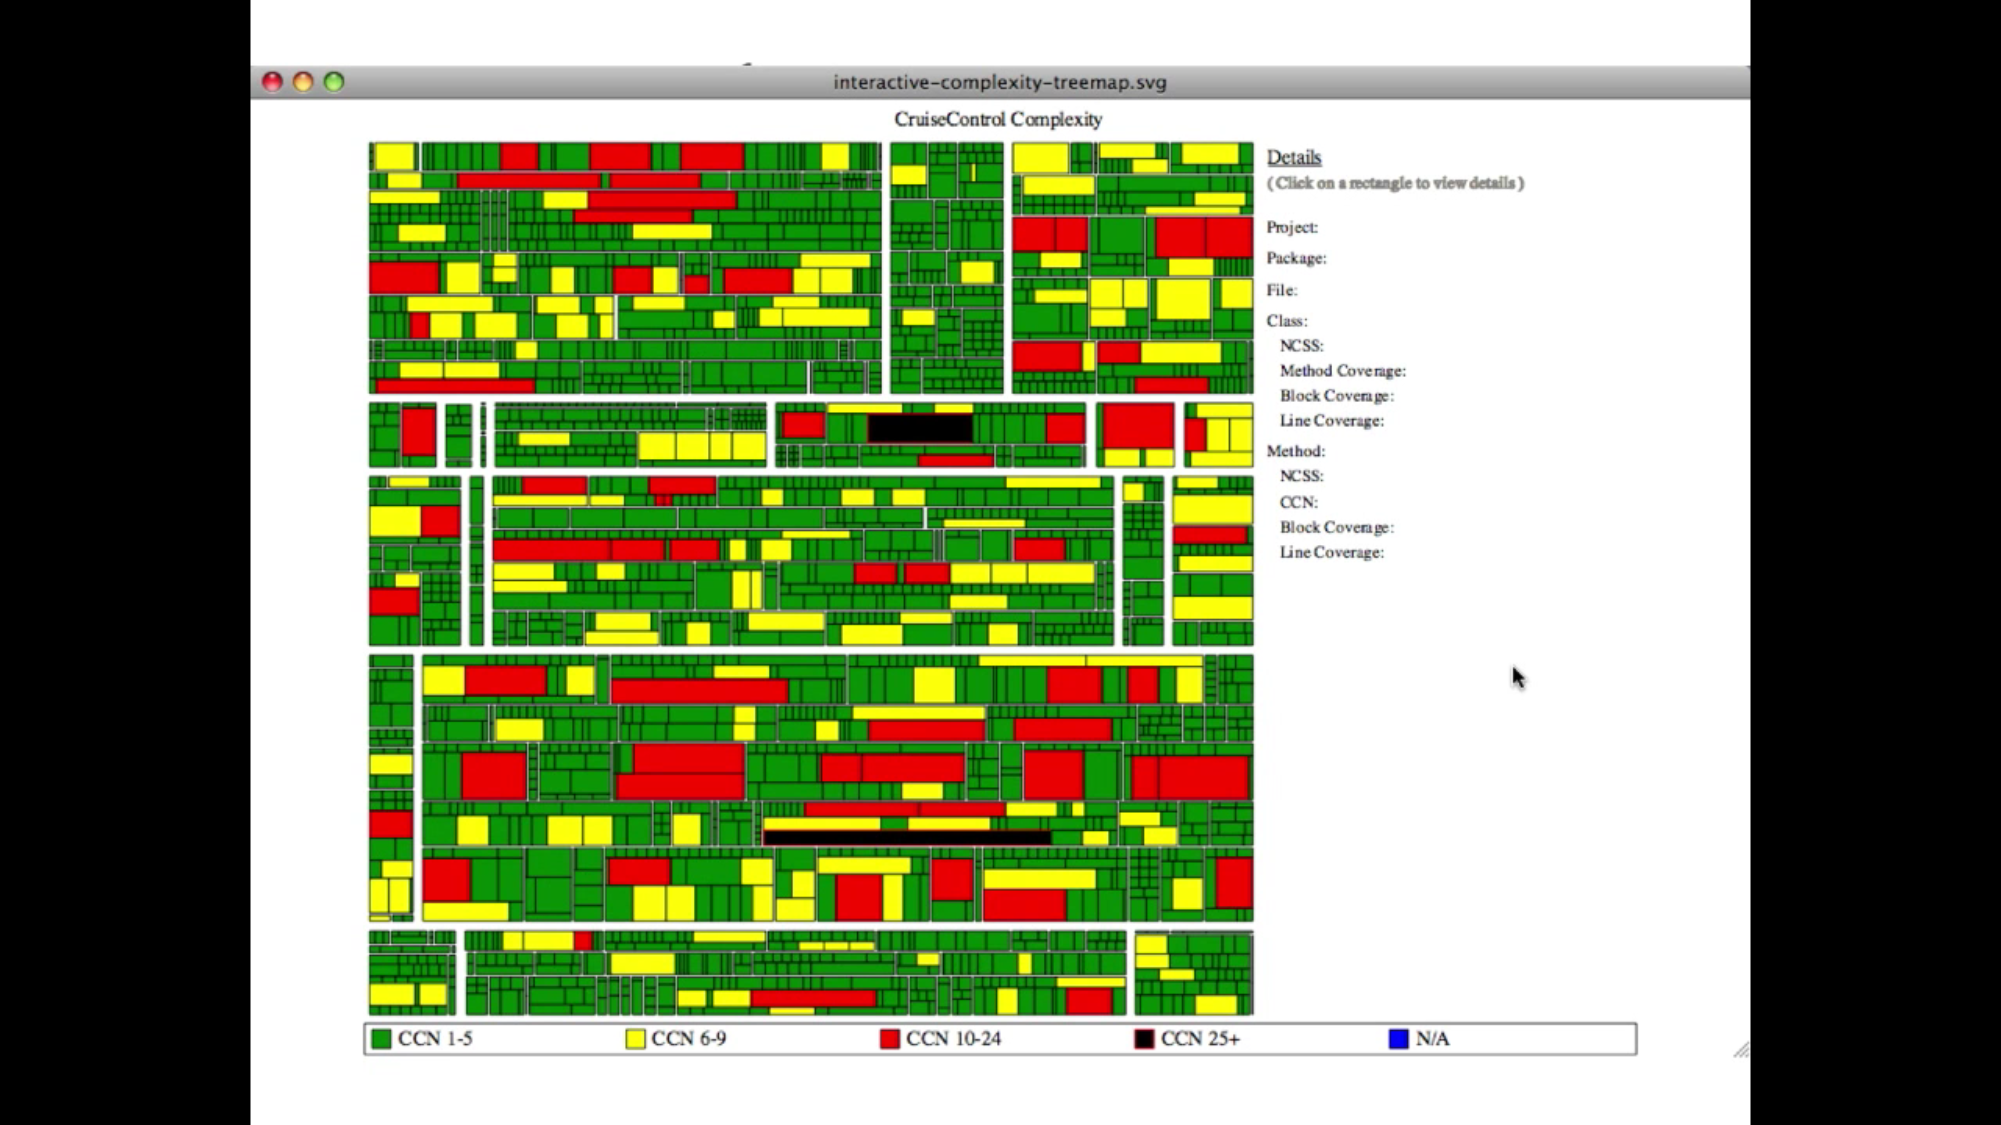 interactive-complexity-treemap.svg
CruiseControl Complexity
Details
(Click on a rectangle to view details)
Project:
Package:
File:
Class:
NCSS:
Method Coverage:
Block Coverage:
Line Coverage:
Method:
NCSS:
CCN:
Block Coverage:
Line Coverage:
CCN 1-5 CCN 6-9 CCN 10-24 CCN 25+ N/A